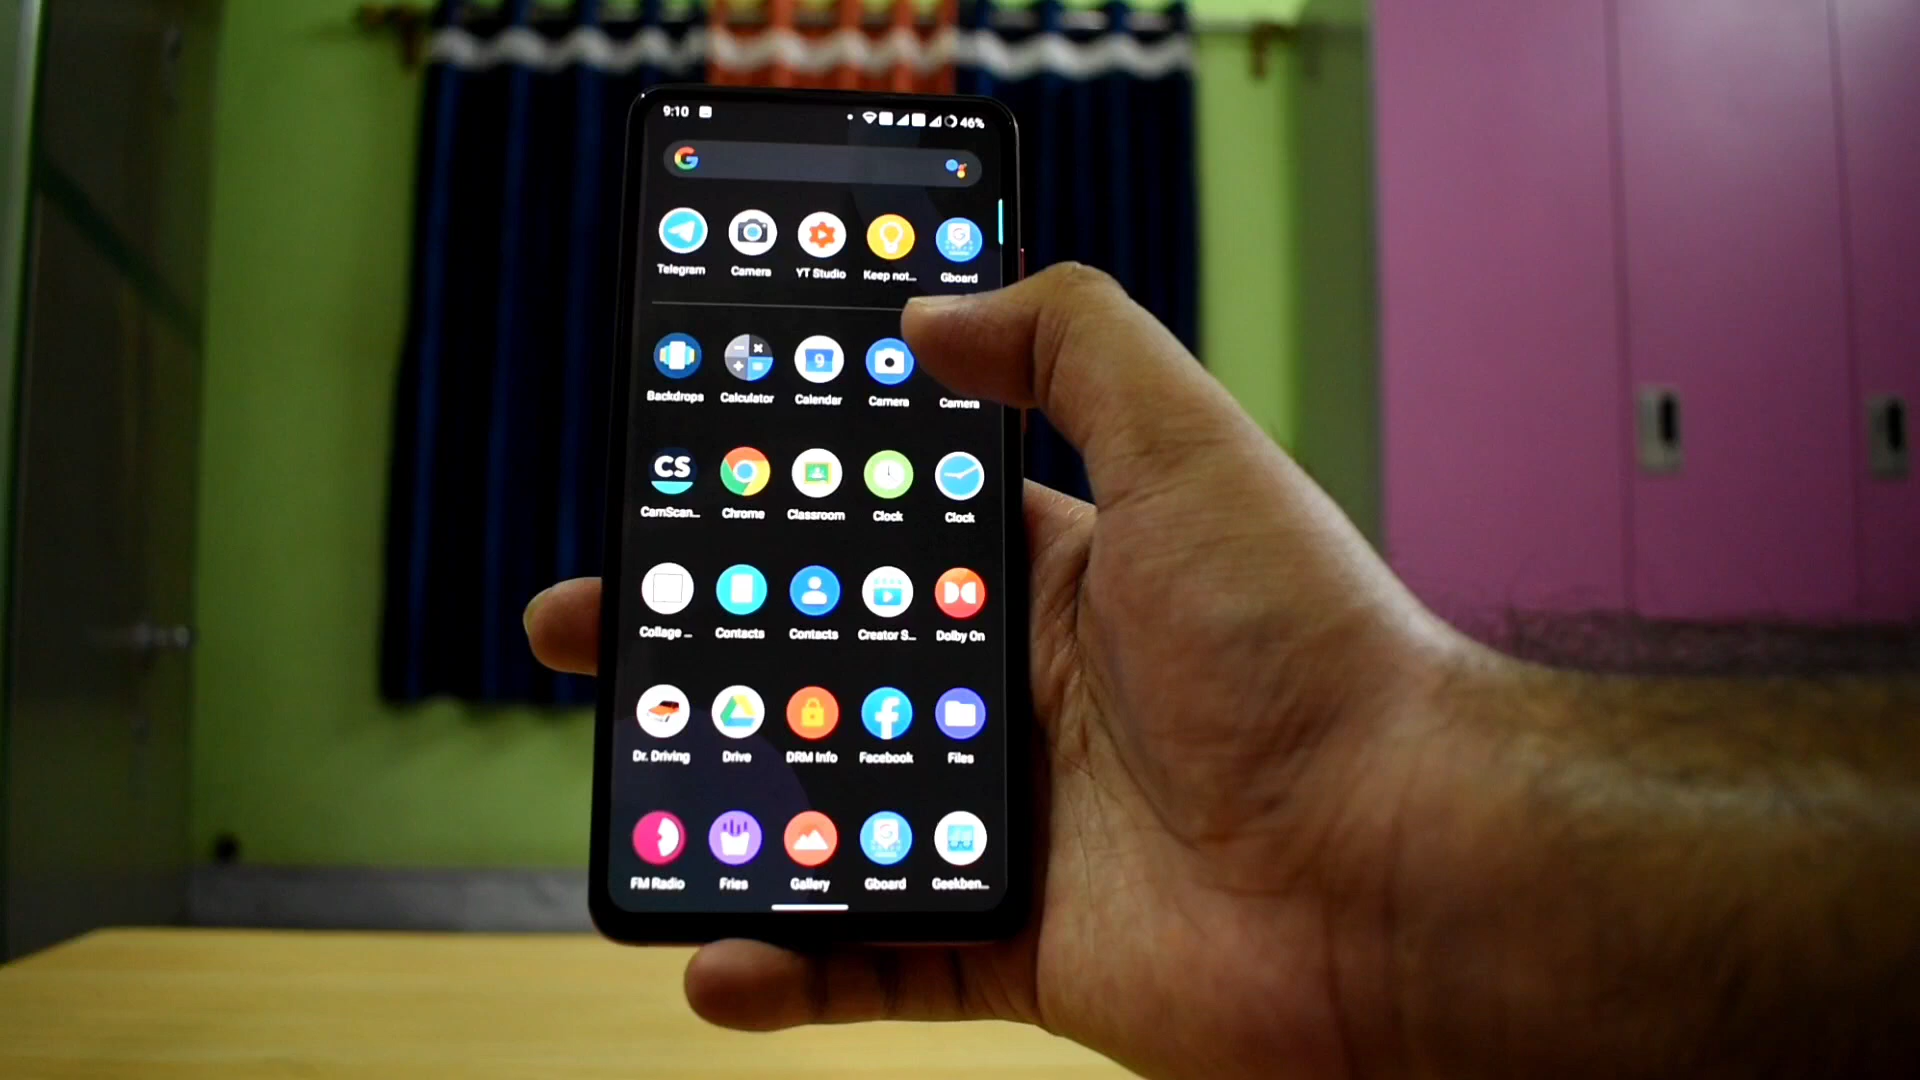 9:10 46%
Telegram Camera YT Studio Keep not... Gboard
Backdrops Calculator Calendar Camera Camera
CamScan... Chrome Classroom Clock Clock
Collage ... Contacts Contacts Creator S... Dolby On
Dr. Driving Drive DRM Info Facebook Files
FM Radio Fries Gallery Gboard Geekben...